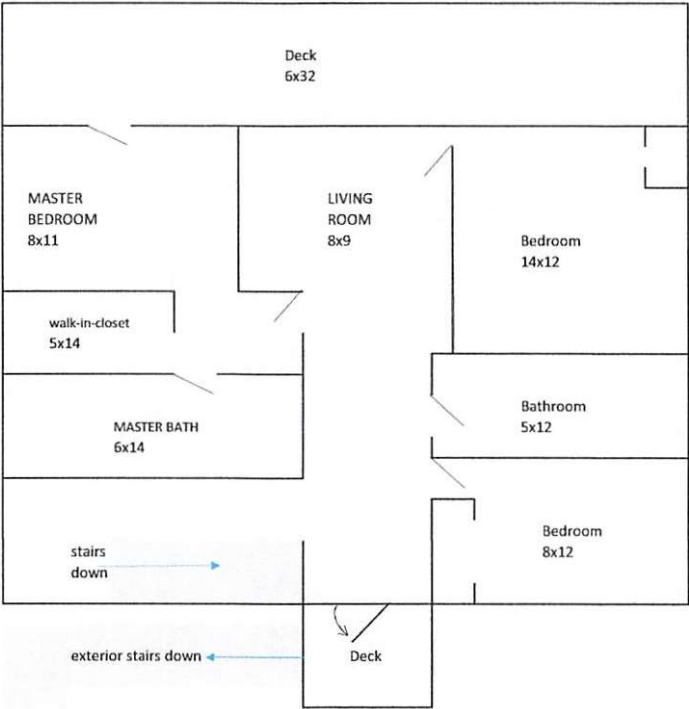 Deck
6x32
MASTER
BEDROOM
8x11
LIVING
ROOM
8x9
Bedroom
14x12
walk-in-closet
5x14
MASTER BATH
6x14
Bathroom
5x12
Bedroom
8x12
stairs
down
exterior stairs down
Deck